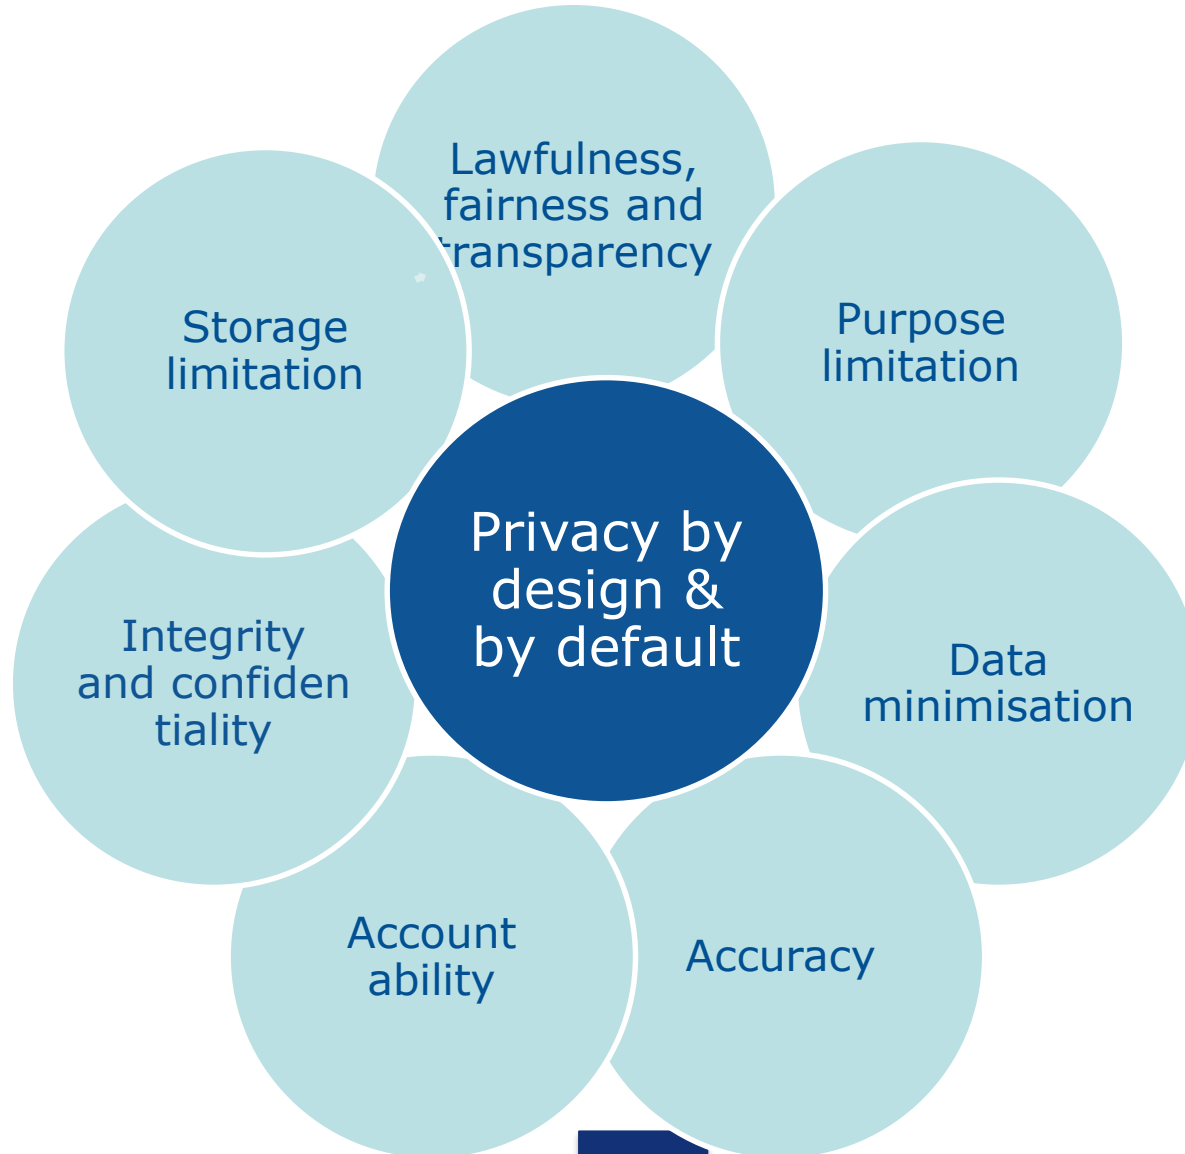 Lawfulness,
fairness and
transparency
Purpose
limitation
Data
minimisation
Accuracy
Account
ability
Integrity
and confiden
tiality
Storage
limitation
Privacy by
design &
by default